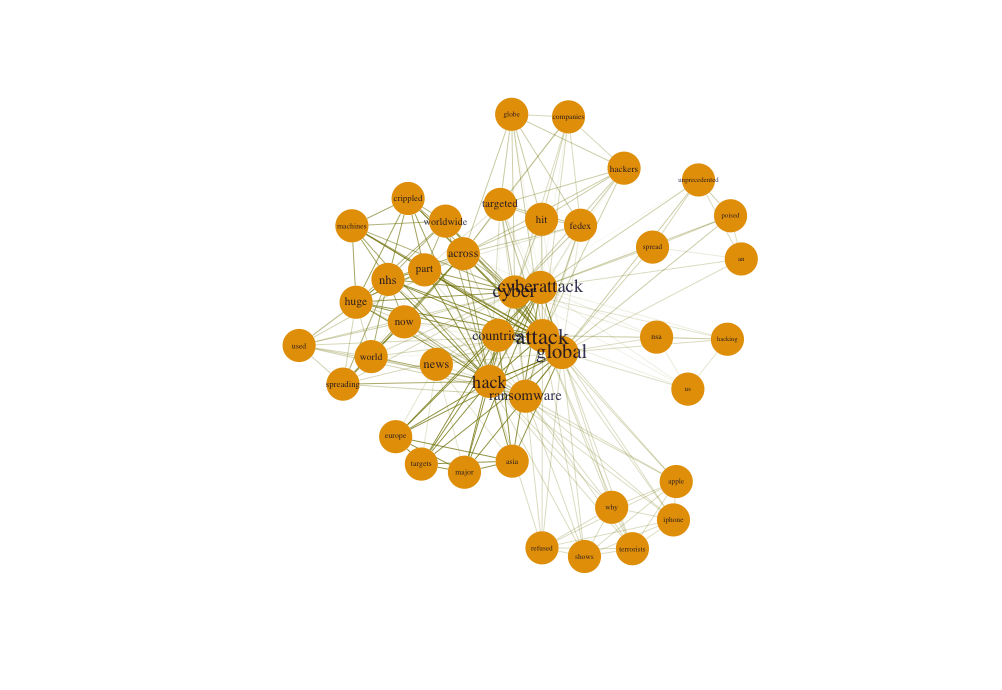 globe
companies
hackers
unprecedented
crippled
targeted
poised
machines
worldwide
hit
fedex
across
spread
an
part
nhs
cyber
cyberattack
huge
now
countries
attack
nsa
hacking
used
world
news
global
spreading
hack
ransomware
us
europe
targets
major
asia
apple
why
iphone
refused
shows
terrorists